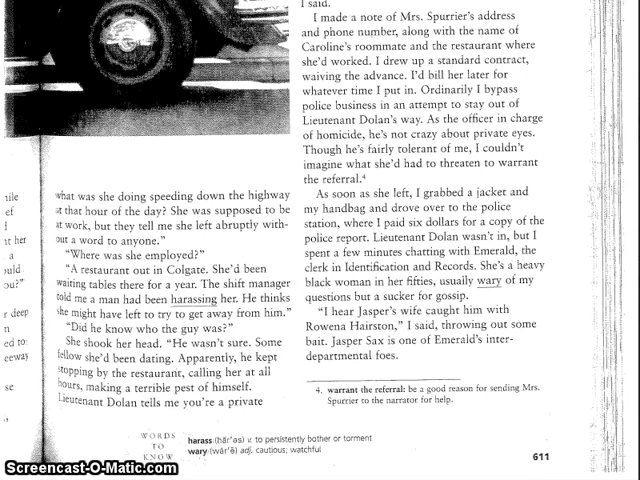 what was she doing speeding down the highway
at that hour of the day? She was supposed to be
at work, but they tell me she left abruptly with-
out a word to anyone.”
“Where was she employed?”
“A restaurant out in Colgate. She’d been
waiting tables there for a year. The shift manager
told me a man had been harassing her. He thinks
she might have left to try to get away from him.”
“Did he know who the guy was?”
She shook her head. “He wasn’t sure. Some
fellow she’d been dating. Apparently, he kept
stopping by the restaurant, calling her at all
hours, making a terrible pest of himself.
Lieutenant Dolan tells me you’re a private
I said.
I made a note of Mrs. Spurrier’s address
and phone number, along with the name of
Caroline’s roommate and the restaurant where
she’d worked. I drew up a standard contract,
waiving the advance. I’d bill her later for
whatever time I put in. Ordinarily I bypass
police business in an attempt to stay out of
Lieutenant Dolan’s way. As the officer in charge
of homicide, he’s not crazy about private eyes.
Though he’s fairly tolerant of me, I couldn’t
imagine what she’d had to threaten to warrant
the referral.4
As soon as she left, I grabbed a jacket and
my handbag and drove over to the police
station, where I paid six dollars for a copy of the
police report. Lieutenant Dolan wasn’t in, but I
spent a few minutes chatting with Emerald, the
clerk in Identification and Records. She’s a heavy
black woman in her fifties, usually wary of my
questions but a sucker for gossip.
“I hear Jasper’s wife caught him with
Rowena Hairston,” I said, throwing out some
bait. Jasper Sax is one of Emerald’s inter-
departmental foes.
4. warrant the referral: be a good reason for sending Mrs.
Spurrier to the narrator for help.
WORDS
TO
KNOW
harass (hăr′əs) v. to persistently bother or torment
wary (wâr′ē) adj. cautious; watchful
611
Screencast-O-Matic.com